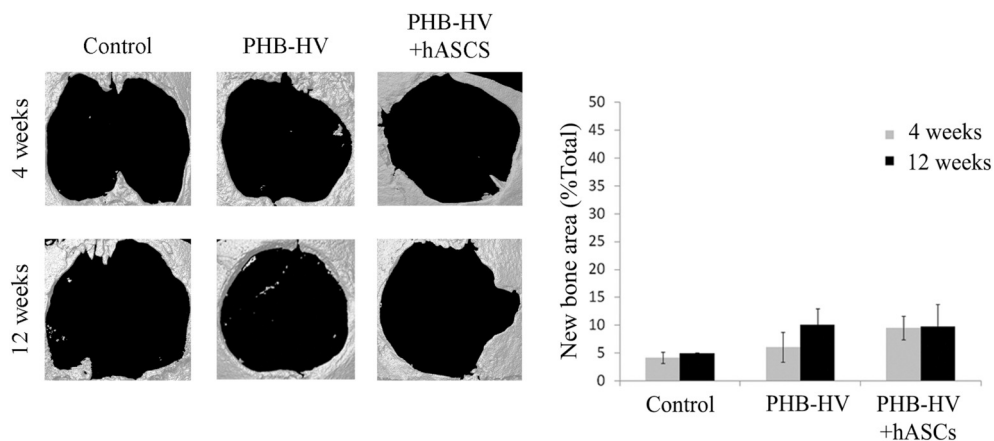 Control
PHB-HV
PHB-HV
+hASCS
4 weeks
12 weeks
New bone area (%Total)
50
45
40
35
30
25
20
15
10
5
0
4 weeks
12 weeks
Control
PHB-HV
PHB-HV
+hASCs